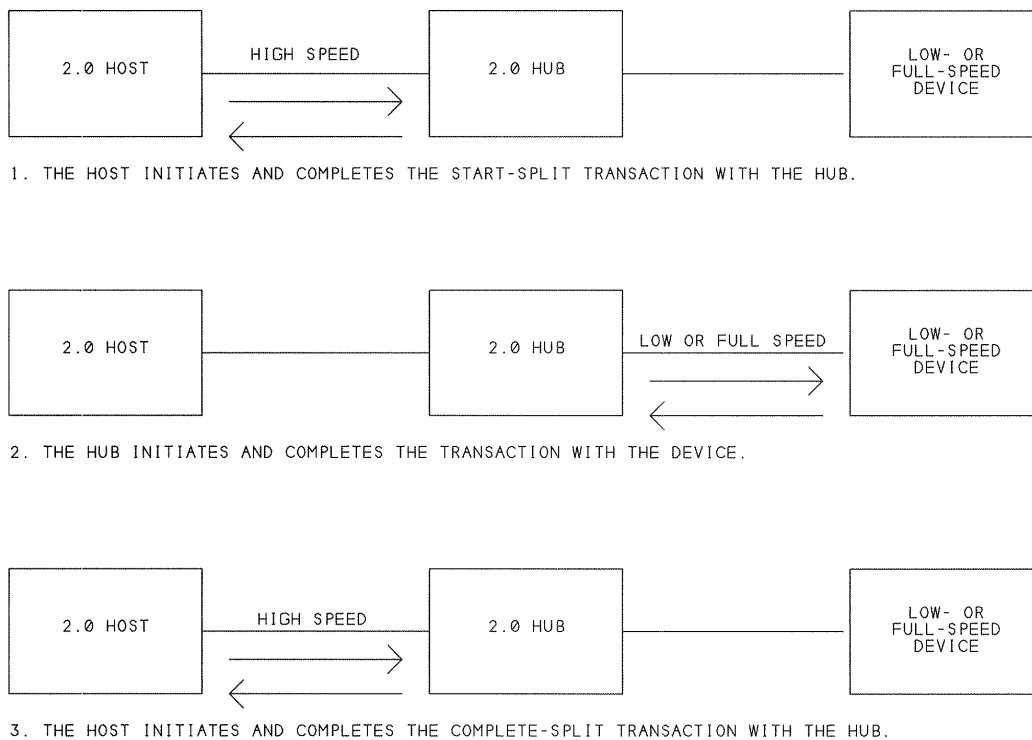 HIGH SPEED
2.0 HOST
2.0 HUB
LOW- OR
FULL-SPEED
DEVICE
1. THE HOST INITIATES AND COMPLETES THE START-SPLIT TRANSACTION WITH THE HUB.
2.0 HOST
2.0 HUB
LOW OR FULL SPEED
LOW- OR
FULL-SPEED
DEVICE
2. THE HUB INITIATES AND COMPLETES THE TRANSACTION WITH THE DEVICE.
HIGH SPEED
2.0 HOST
2.0 HUB
LOW- OR
FULL-SPEED
DEVICE
3. THE HOST INITIATES AND COMPLETES THE COMPLETE-SPLIT TRANSACTION WITH THE HUB.